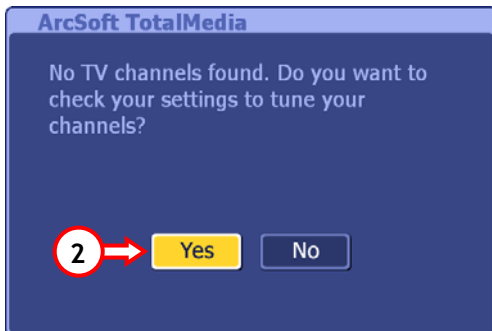 ArcSoft TotalMedia
No TV channels found. Do you want to
check your settings to tune your
channels?
2 Yes No